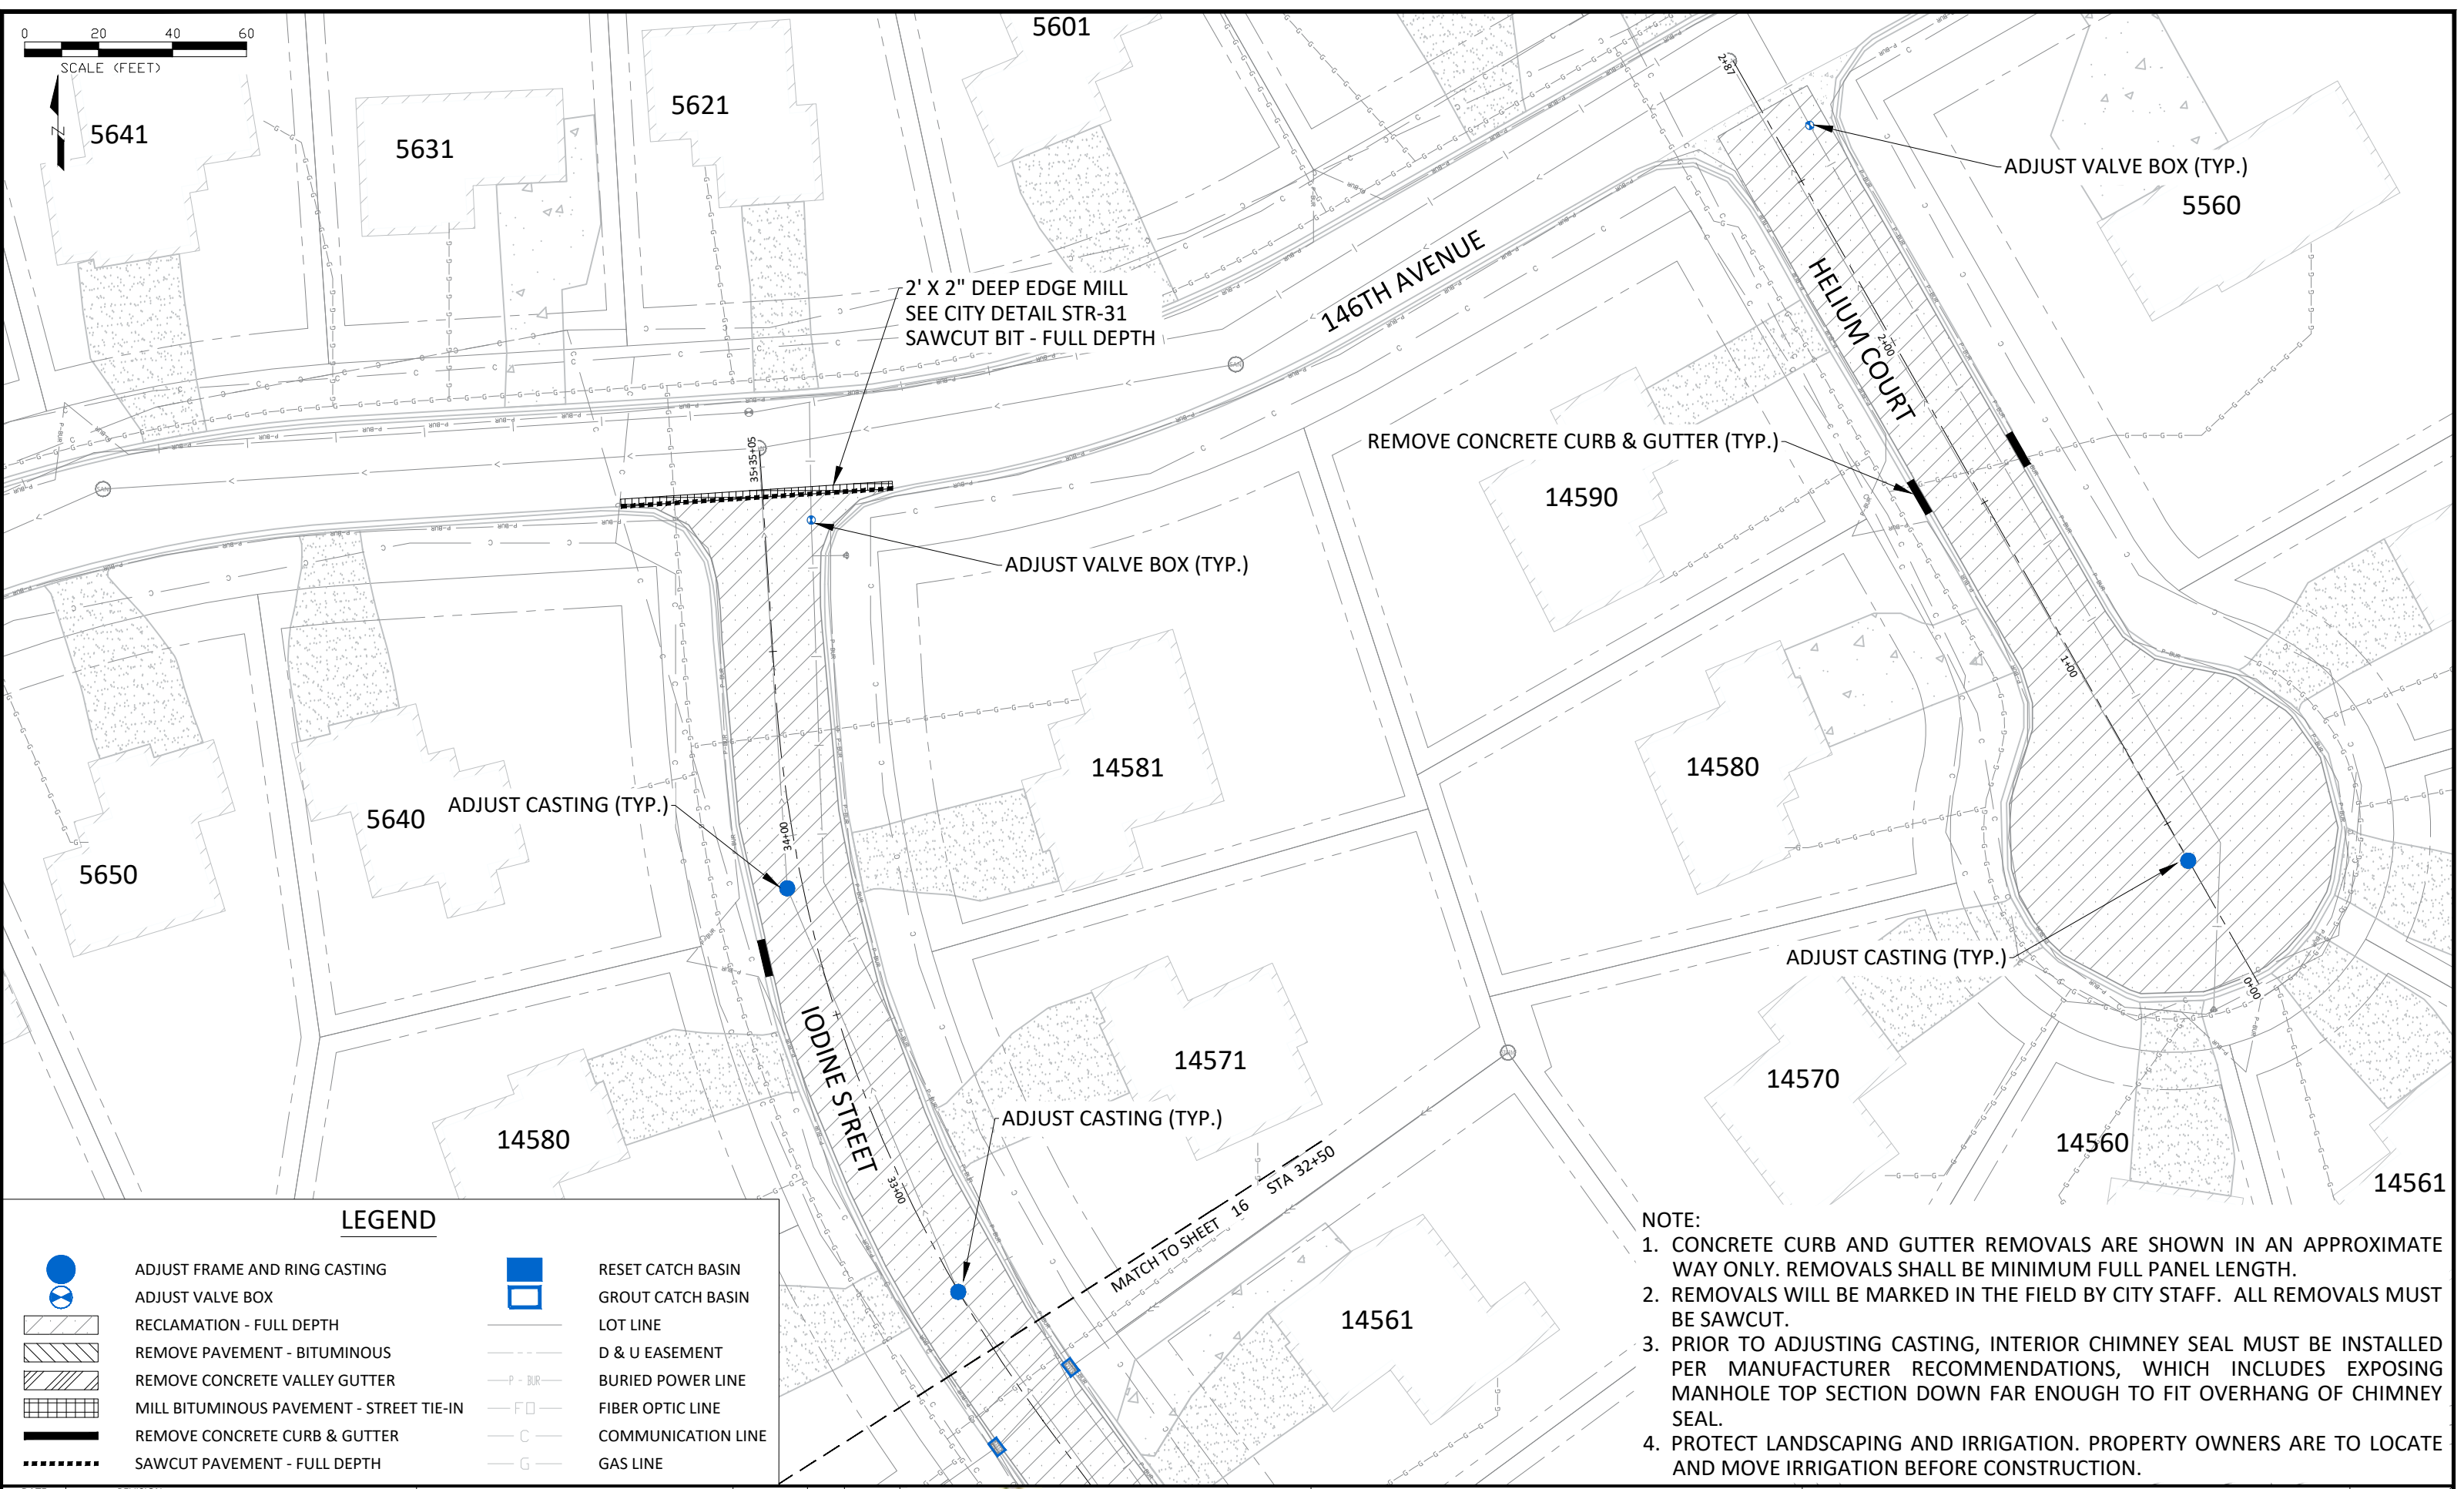 0 20 40 60
SCALE (FEET)
N
5641
5631
5621
5601
2+87
ADJUST VALVE BOX (TYP.)
5560
2' X 2" DEEP EDGE MILL
SEE CITY DETAIL STR-31
SAWCUT BIT - FULL DEPTH
146TH AVENUE
HELIUM COURT
2+00
REMOVE CONCRETE CURB & GUTTER (TYP.)
14590
ADJUST VALVE BOX (TYP.)
1+00
14581
14580
ADJUST CASTING (TYP.)
5640
5650
34+00
ADJUST CASTING (TYP.)
0+00
IODINE STREET
14571
14570
14580
ADJUST CASTING (TYP.)
14560
14561
33+00
MATCH TO SHEET 16 STA 32+50
14561
LEGEND
ADJUST FRAME AND RING CASTING
ADJUST VALVE BOX
RECLAMATION - FULL DEPTH
REMOVE PAVEMENT - BITUMINOUS
REMOVE CONCRETE VALLEY GUTTER
MILL BITUMINOUS PAVEMENT - STREET TIE-IN
REMOVE CONCRETE CURB & GUTTER
SAWCUT PAVEMENT - FULL DEPTH
RESET CATCH BASIN
GROUT CATCH BASIN
LOT LINE
D & U EASEMENT
P - BUR BURIED POWER LINE
FO FIBER OPTIC LINE
C COMMUNICATION LINE
G GAS LINE
NOTE:
1. CONCRETE CURB AND GUTTER REMOVALS ARE SHOWN IN AN APPROXIMATE
WAY ONLY. REMOVALS SHALL BE MINIMUM FULL PANEL LENGTH.
2. REMOVALS WILL BE MARKED IN THE FIELD BY CITY STAFF. ALL REMOVALS MUST
BE SAWCUT.
3. PRIOR TO ADJUSTING CASTING, INTERIOR CHIMNEY SEAL MUST BE INSTALLED
PER MANUFACTURER RECOMMENDATIONS, WHICH INCLUDES EXPOSING
MANHOLE TOP SECTION DOWN FAR ENOUGH TO FIT OVERHANG OF CHIMNEY
SEAL.
4. PROTECT LANDSCAPING AND IRRIGATION. PROPERTY OWNERS ARE TO LOCATE
AND MOVE IRRIGATION BEFORE CONSTRUCTION.